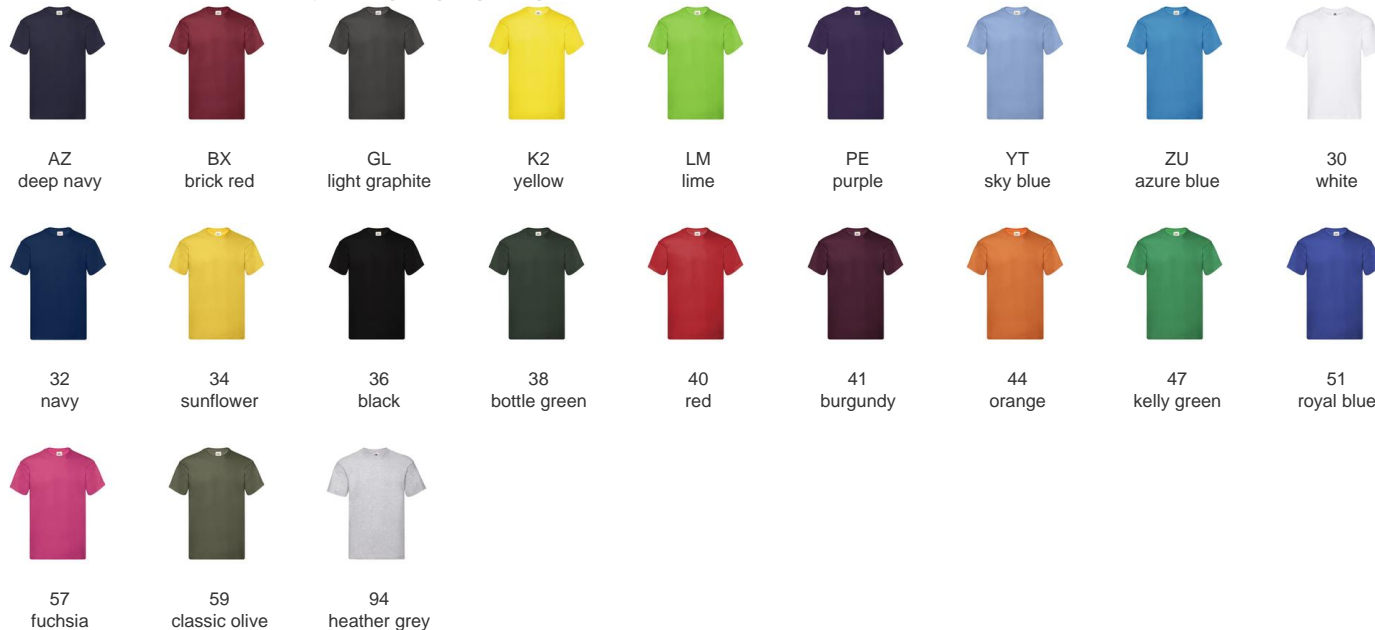 AZ
deep navy
BX
brick red
GL
light graphite
K2
yellow
LM
lime
PE
purple
YT
sky blue
ZU
azure blue
30
white
32
navy
34
sunflower
36
black
38
bottle green
40
red
41
burgundy
44
orange
47
kelly green
51
royal blue
57
fuchsia
59
classic olive
94
heather grey